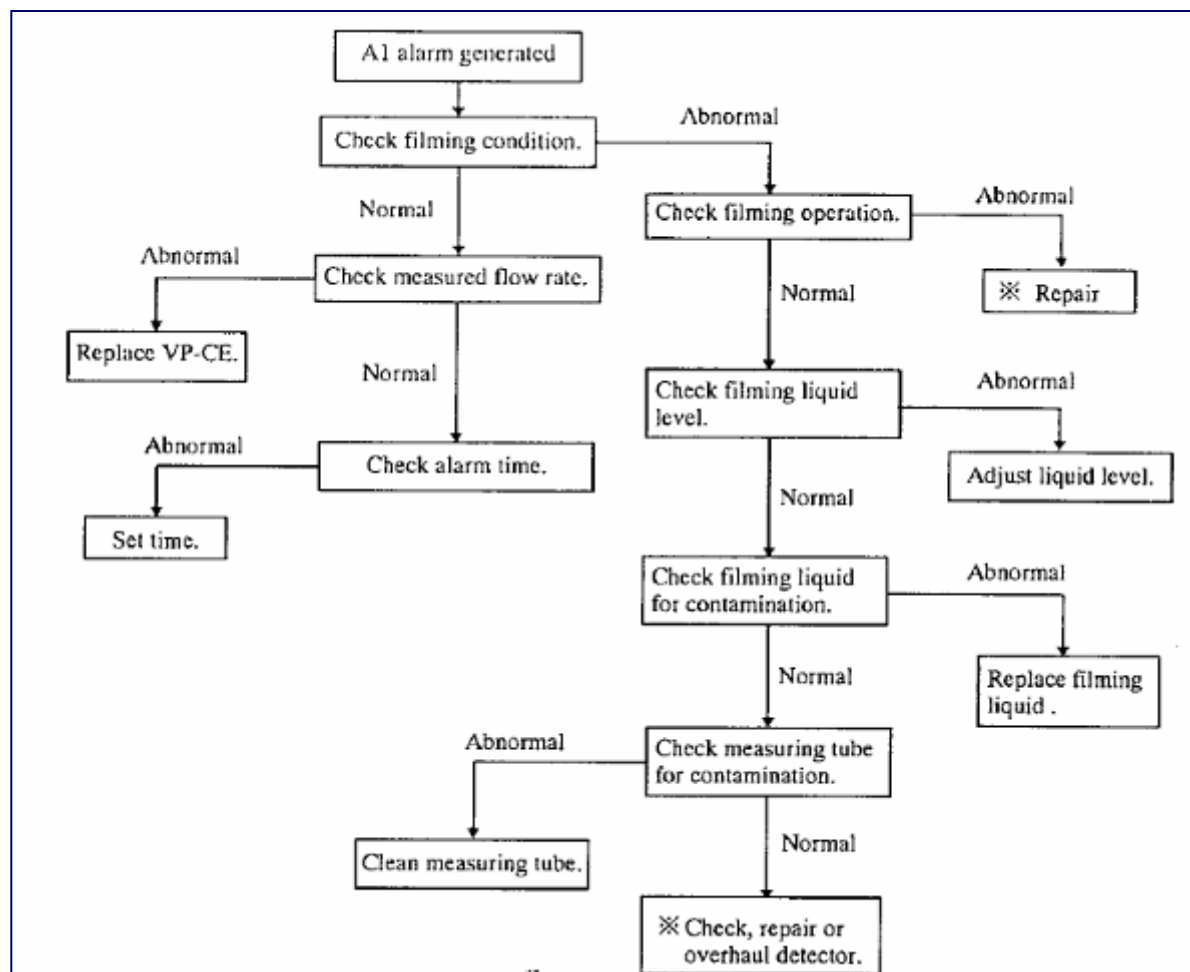 A1 alarm generated
Abnormal
Check filming condition.
Normal
Abnormal
Check filming operation.
Abnormal
Check measured flow rate.
Normal
※ Repair
Replace VP-CE.
Normal
Abnormal
Check filming liquid
level.
Abnormal
Check alarm time.
Adjust liquid level.
Normal
Set time.
Abnormal
Check filming liquid
for contamination.
Normal
Replace filming
liquid .
Abnormal
Check measuring tube
for contamination.
Normal
Clean measuring tube.
※ Check, repair or
overhaul detector.